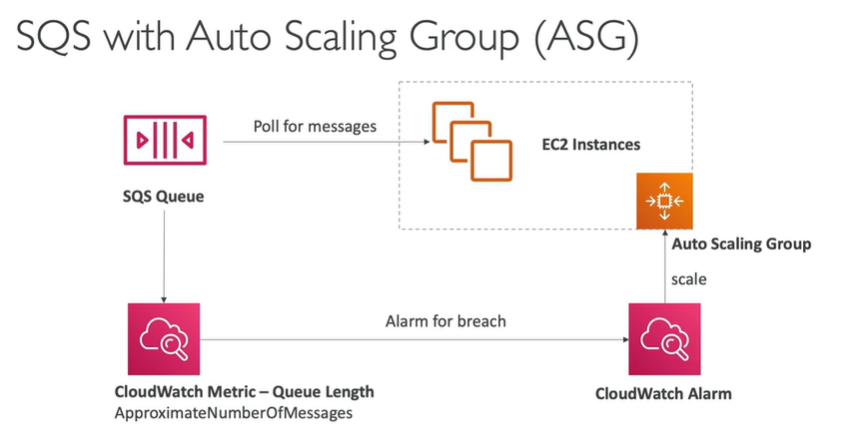 SQS with Auto Scaling Group (ASG)
Poll for messages
EC2 Instances
SQS Queue
Auto Scaling Group
scale
Alarm for breach
CloudWatch Metric – Queue Length
ApproximateNumberOfMessages
CloudWatch Alarm